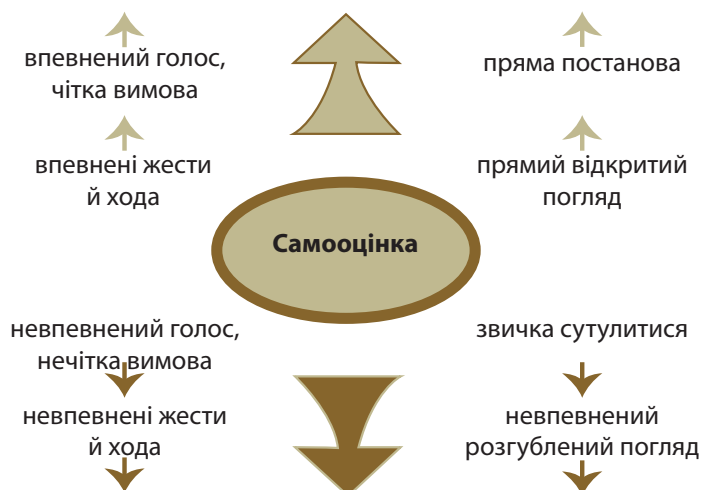 впевнений голос,
чітка вимова
пряма постанова
впевнені жести
й хода
прямий відкритий
погляд
Самооцінка
невпевнений голос,
нечітка вимова
звичка сутулитися
невпевнені жести
й хода
невпевнений
розгублений погляд